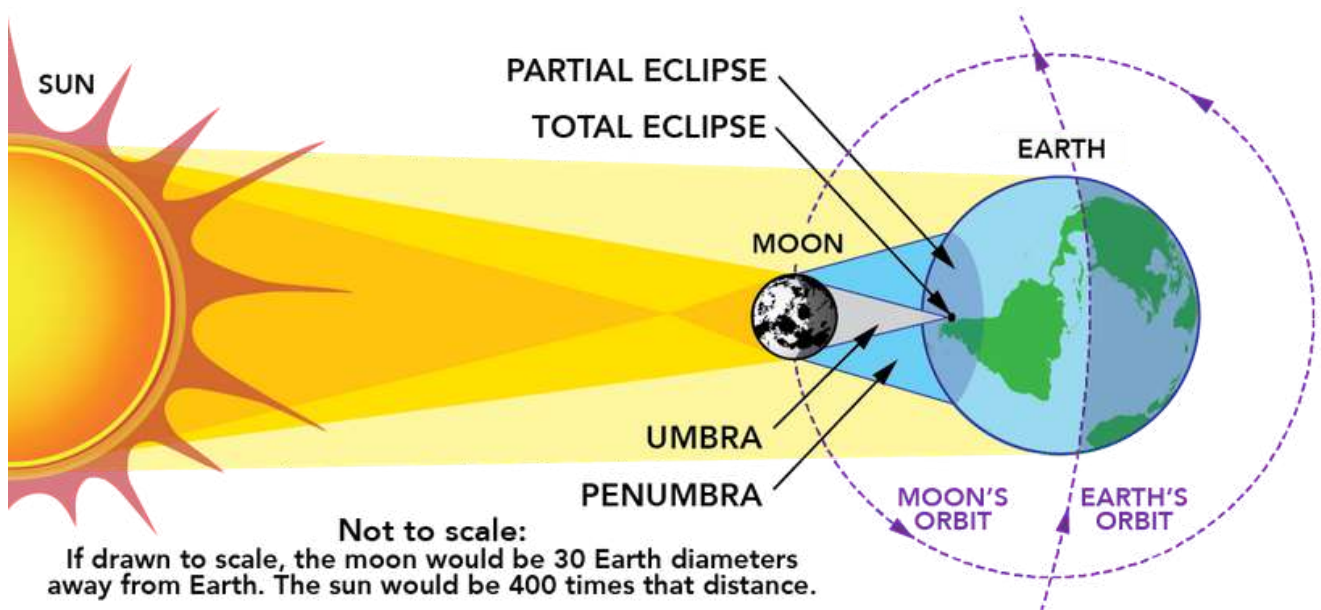 SUN
PARTIAL ECLIPSE
TOTAL ECLIPSE
EARTH
MOON
UMBRA
PENUMBRA
MOON'S
ORBIT
EARTH'S
ORBIT
Not to scale:
If drawn to scale, the moon would be 30 Earth diameters
away from Earth. The sun would be 400 times that distance.